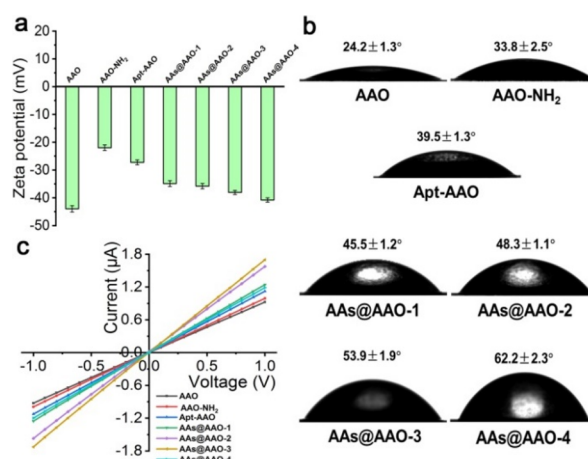 a
AAO
AAO-NH2
Apt-AAO
AAs@AAO-1
AAs@AAO-2
AAs@AAO-3
AAs@AAO-4
Zeta potential (mV)
10
0
-10
-20
-30
-40
-50
b
24.2±1.3°
33.8±2.5°
AAO
AAO-NH2
39.5±1.3°
Apt-AAO
45.5±1.2°
48.3±1.1°
AAs@AAO-1
AAs@AAO-2
53.9±1.9°
62.2±2.3°
AAs@AAO-3
AAs@AAO-4
c
Current (μA)
1.8
1.2
0.6
0.0
-0.6
-1.2
-1.8
-1.0
-0.5
0.0
0.5
1.0
Voltage (V)
AAO
AAO-NH2
Apt-AAO
AAs@AAO-1
AAs@AAO-2
AAs@AAO-3
AAs@AAO-4